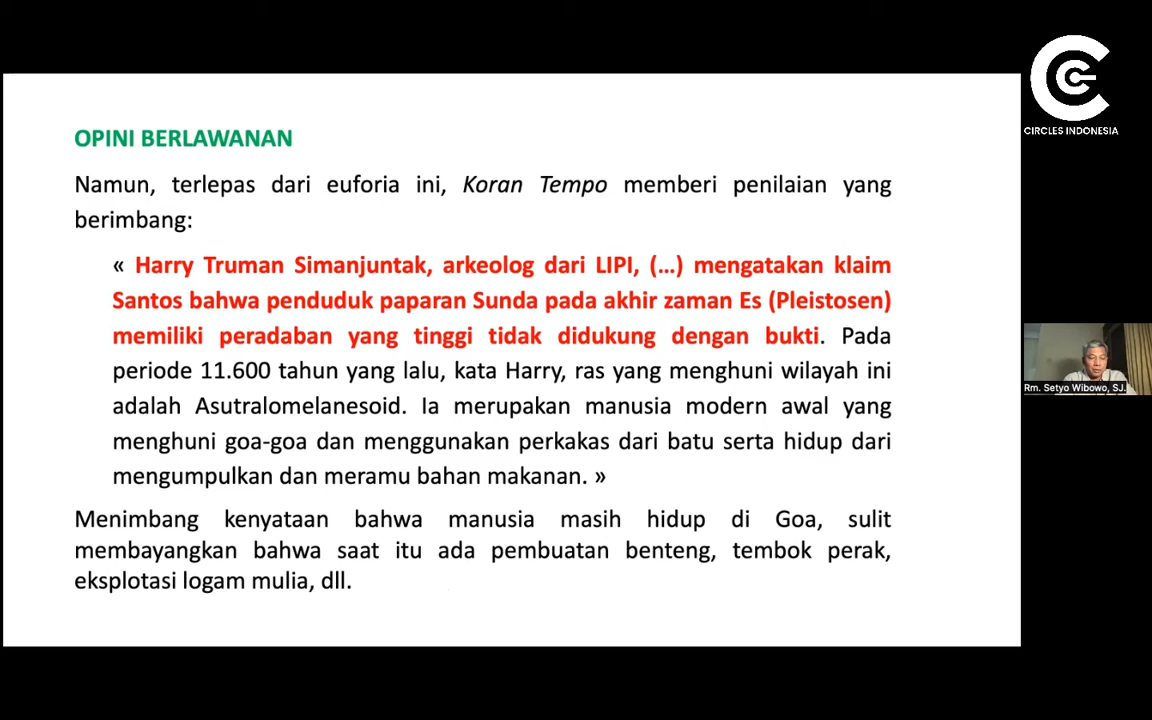 CIRCLES INDONESIA
OPINI BERLAWANAN
Namun, terlepas dari euforia ini, Koran Tempo memberi penilaian yang
berimbang:
« Harry Truman Simanjuntak, arkeolog dari LIPI, (...) mengatakan klaim
Santos bahwa penduduk paparan Sunda pada akhir zaman Es (Pleistosen)
memiliki peradaban yang tinggi tidak didukung dengan bukti. Pada
periode 11.600 tahun yang lalu, kata Harry, ras yang menghuni wilayah ini
adalah Asutralomelanesoid. Ia merupakan manusia modern awal yang
menghuni goa-goa dan menggunakan perkakas dari batu serta hidup dari
mengumpulkan dan meramu bahan makanan. »
Menimbang kenyataan bahwa manusia masih hidup di Goa, sulit
membayangkan bahwa saat itu ada pembuatan benteng, tembok perak,
eksplotasi logam mulia, dll.
Rm. Setyo Wibowo, SJ.